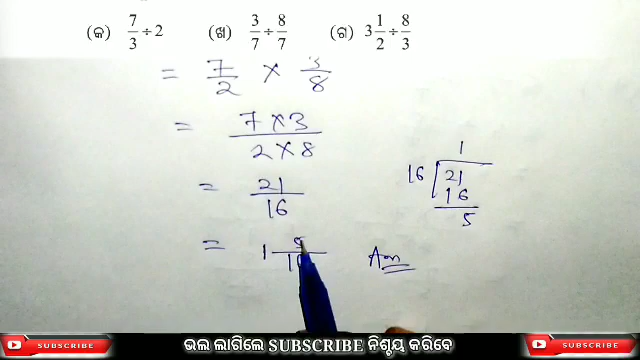 (କ) 7/3 ÷ 2 (ଖ) 3/7 ÷ 8/7 (ଗ) 3 1/2 ÷ 8/3
= 7/2 × 3/8
= 7×3 / 2×8
= 21/16
= 1 5/
Ans
1
16 21
16
5
SUBSCRIBE ଭଲ ଲାଗିଲେ SUBSCRIBE ନିଶ୍ଚୟ କରିବେ SUBSCRIBE